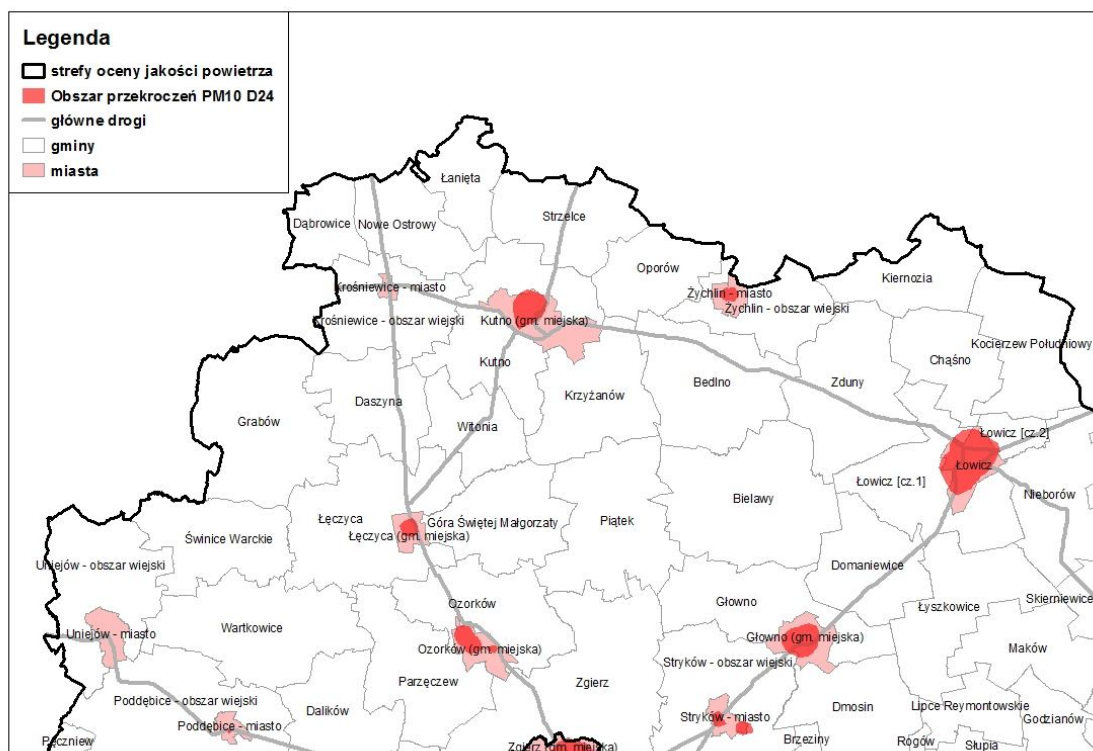 Legenda
strefy oceny jakości powietrza
Obszar przekroczeń PM10 D24
główne drogi
gminy
miasta
Łanięta
Dąbrowice
Nowe Ostrowy
Strzelce
Oporów
Kiernozia
Krośniewice - miasto
Żychlin - miasto
Żychlin - obszar wiejski
Krośniewice - obszar wiejski
Kutno (gm. miejska)
Kocierzew Południowy
Chąśno
Kutno
Bedlno
Zduny
Krzyżanów
Daszyna
Grabów
Witonia
Łowicz [cz.2]
Łowicz
Łowicz [cz.1]
Nieborów
Bielawy
Łęczyca
Góra Świętej Małgorzaty
Piątek
Łęczyca (gm. miejska)
Świnice Warckie
Uniejów - obszar wiejski
Domaniewice
Skierniewice
Głowno
Łyszkowice
Ozorków
Wartkowice
Uniejów - miasto
Głowno (gm. miejska)
Maków
Ozorków (gm. miejska)
Stryków - obszar wiejski
Parzęczew
Zgierz
Poddębice - obszar wiejski
Dalików
Dmosin
Lipce Reymontowskie
Stryków - miasto
Godzianów
Poddębice - miasto
Brzeziny
Pęczniew
Rogów
Słupia
Zgierz (gm. miejska)